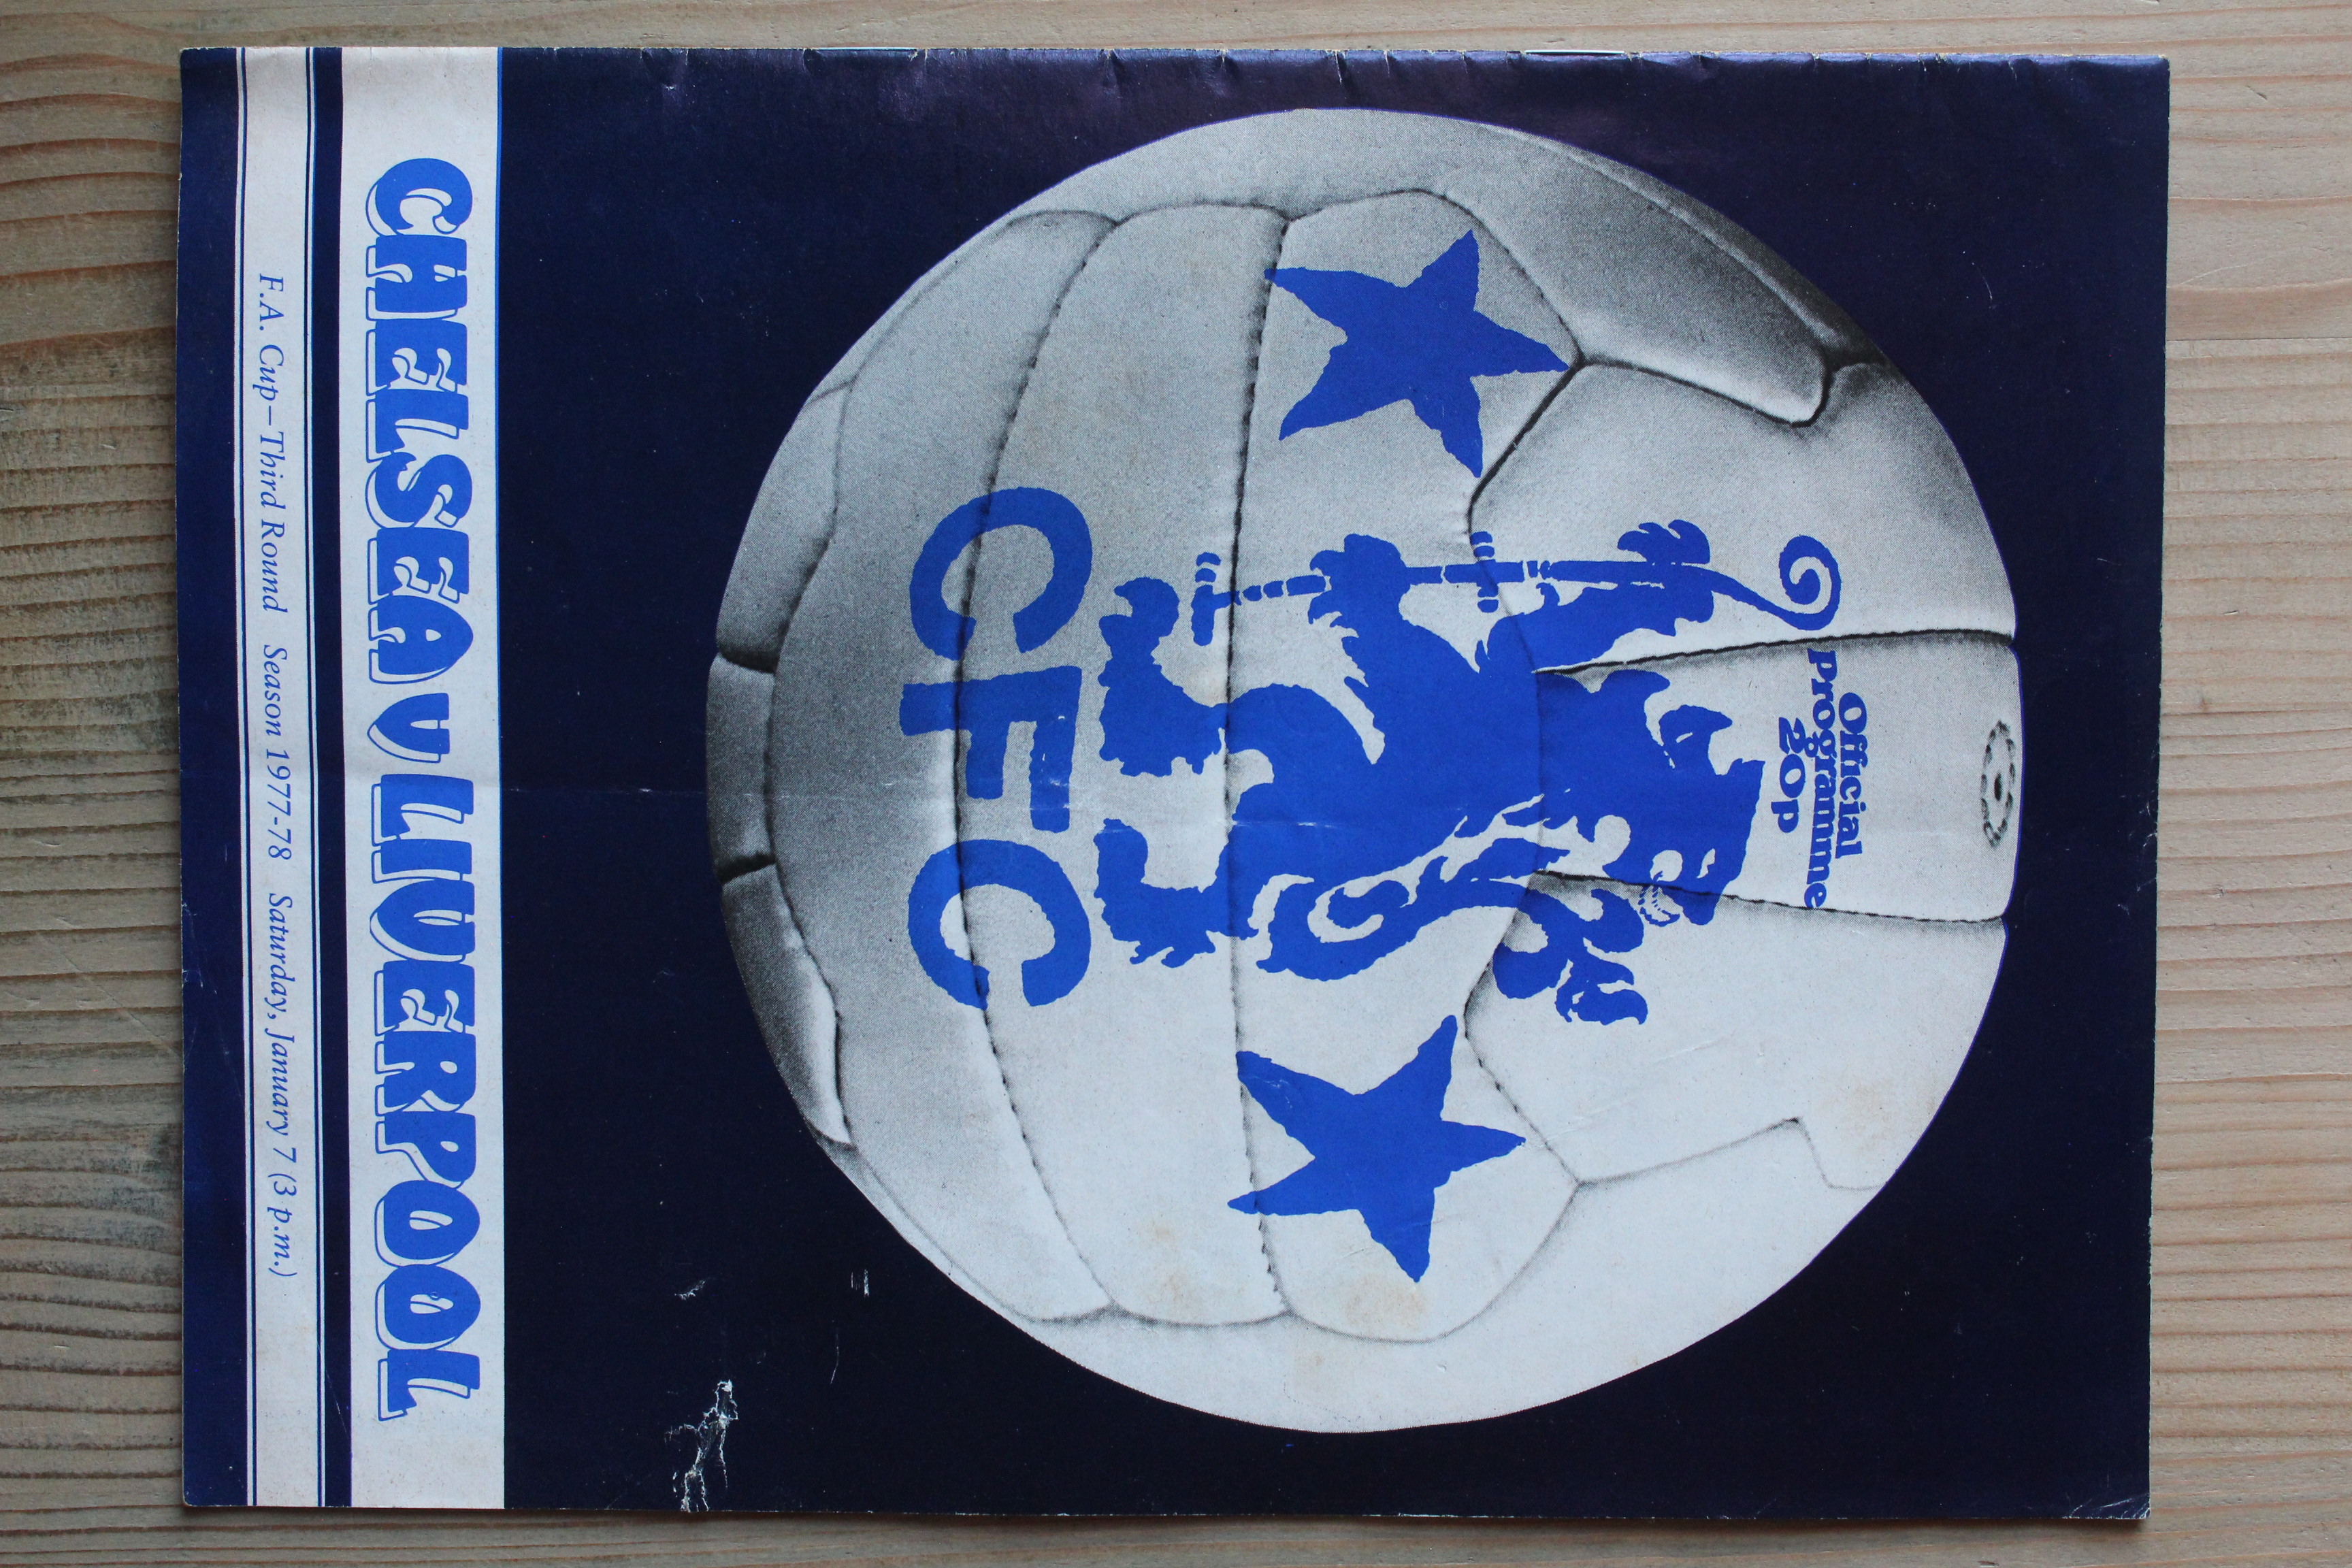 Official
Programme
20p
CFC
CHELSEA V LIVERPOOL
F.A. Cup–Third Round Season 1977-78 Saturday, January 7 (3 p.m.)